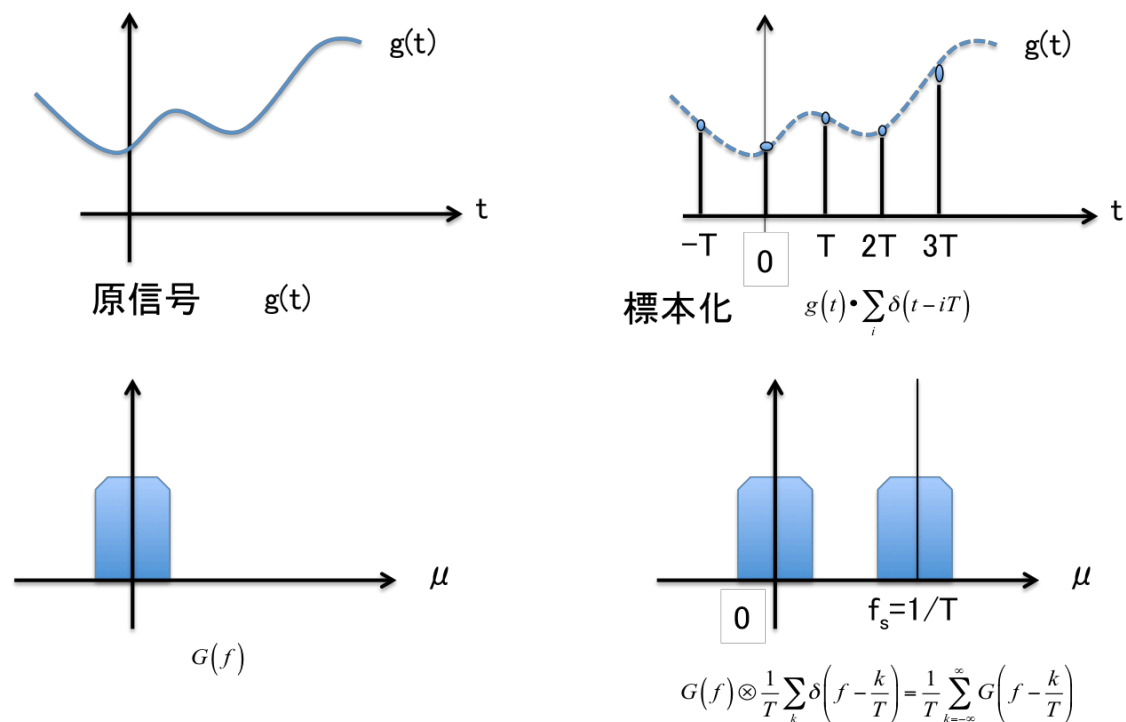 g(t)
t
原信号 g(t)
g(t)
t
-T 0 T 2T 3T
標本化 g(t)•∑_i δ(t-iT)
μ
G(f)
μ
0 f_s=1/T
G(f)⊗1/T ∑_k δ(f-k/T)=1/T ∑_{k=-∞}^{∞} G(f-k/T)